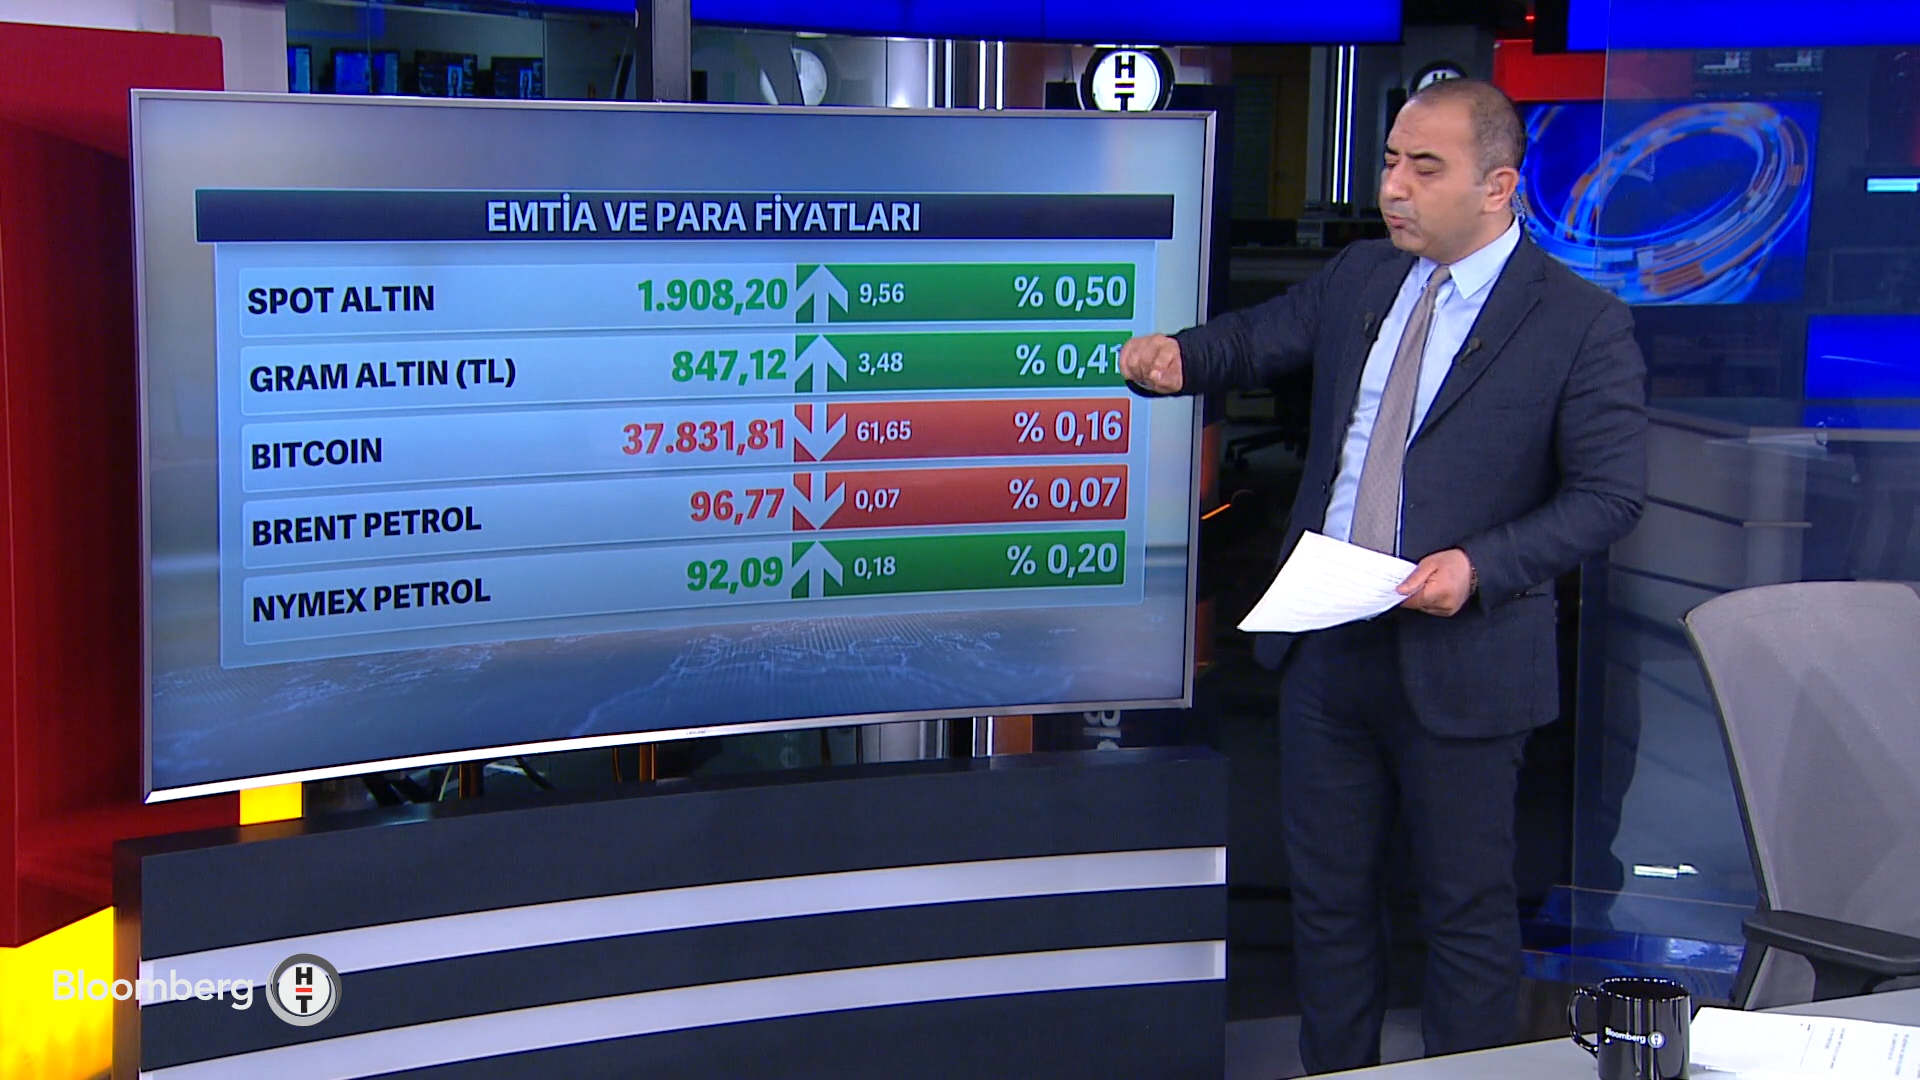 H
T
EMTİA VE PARA FİYATLARI
SPOT ALTIN 1.908,20 9,56 % 0,50
GRAM ALTIN (TL) 847,12 3,48 % 0,41
BITCOIN 37.831,81 61,65 % 0,16
BRENT PETROL 96,77 0,07 % 0,07
NYMEX PETROL 92,09 0,18 % 0,20
Bloomberg HT
Bloomberg HT